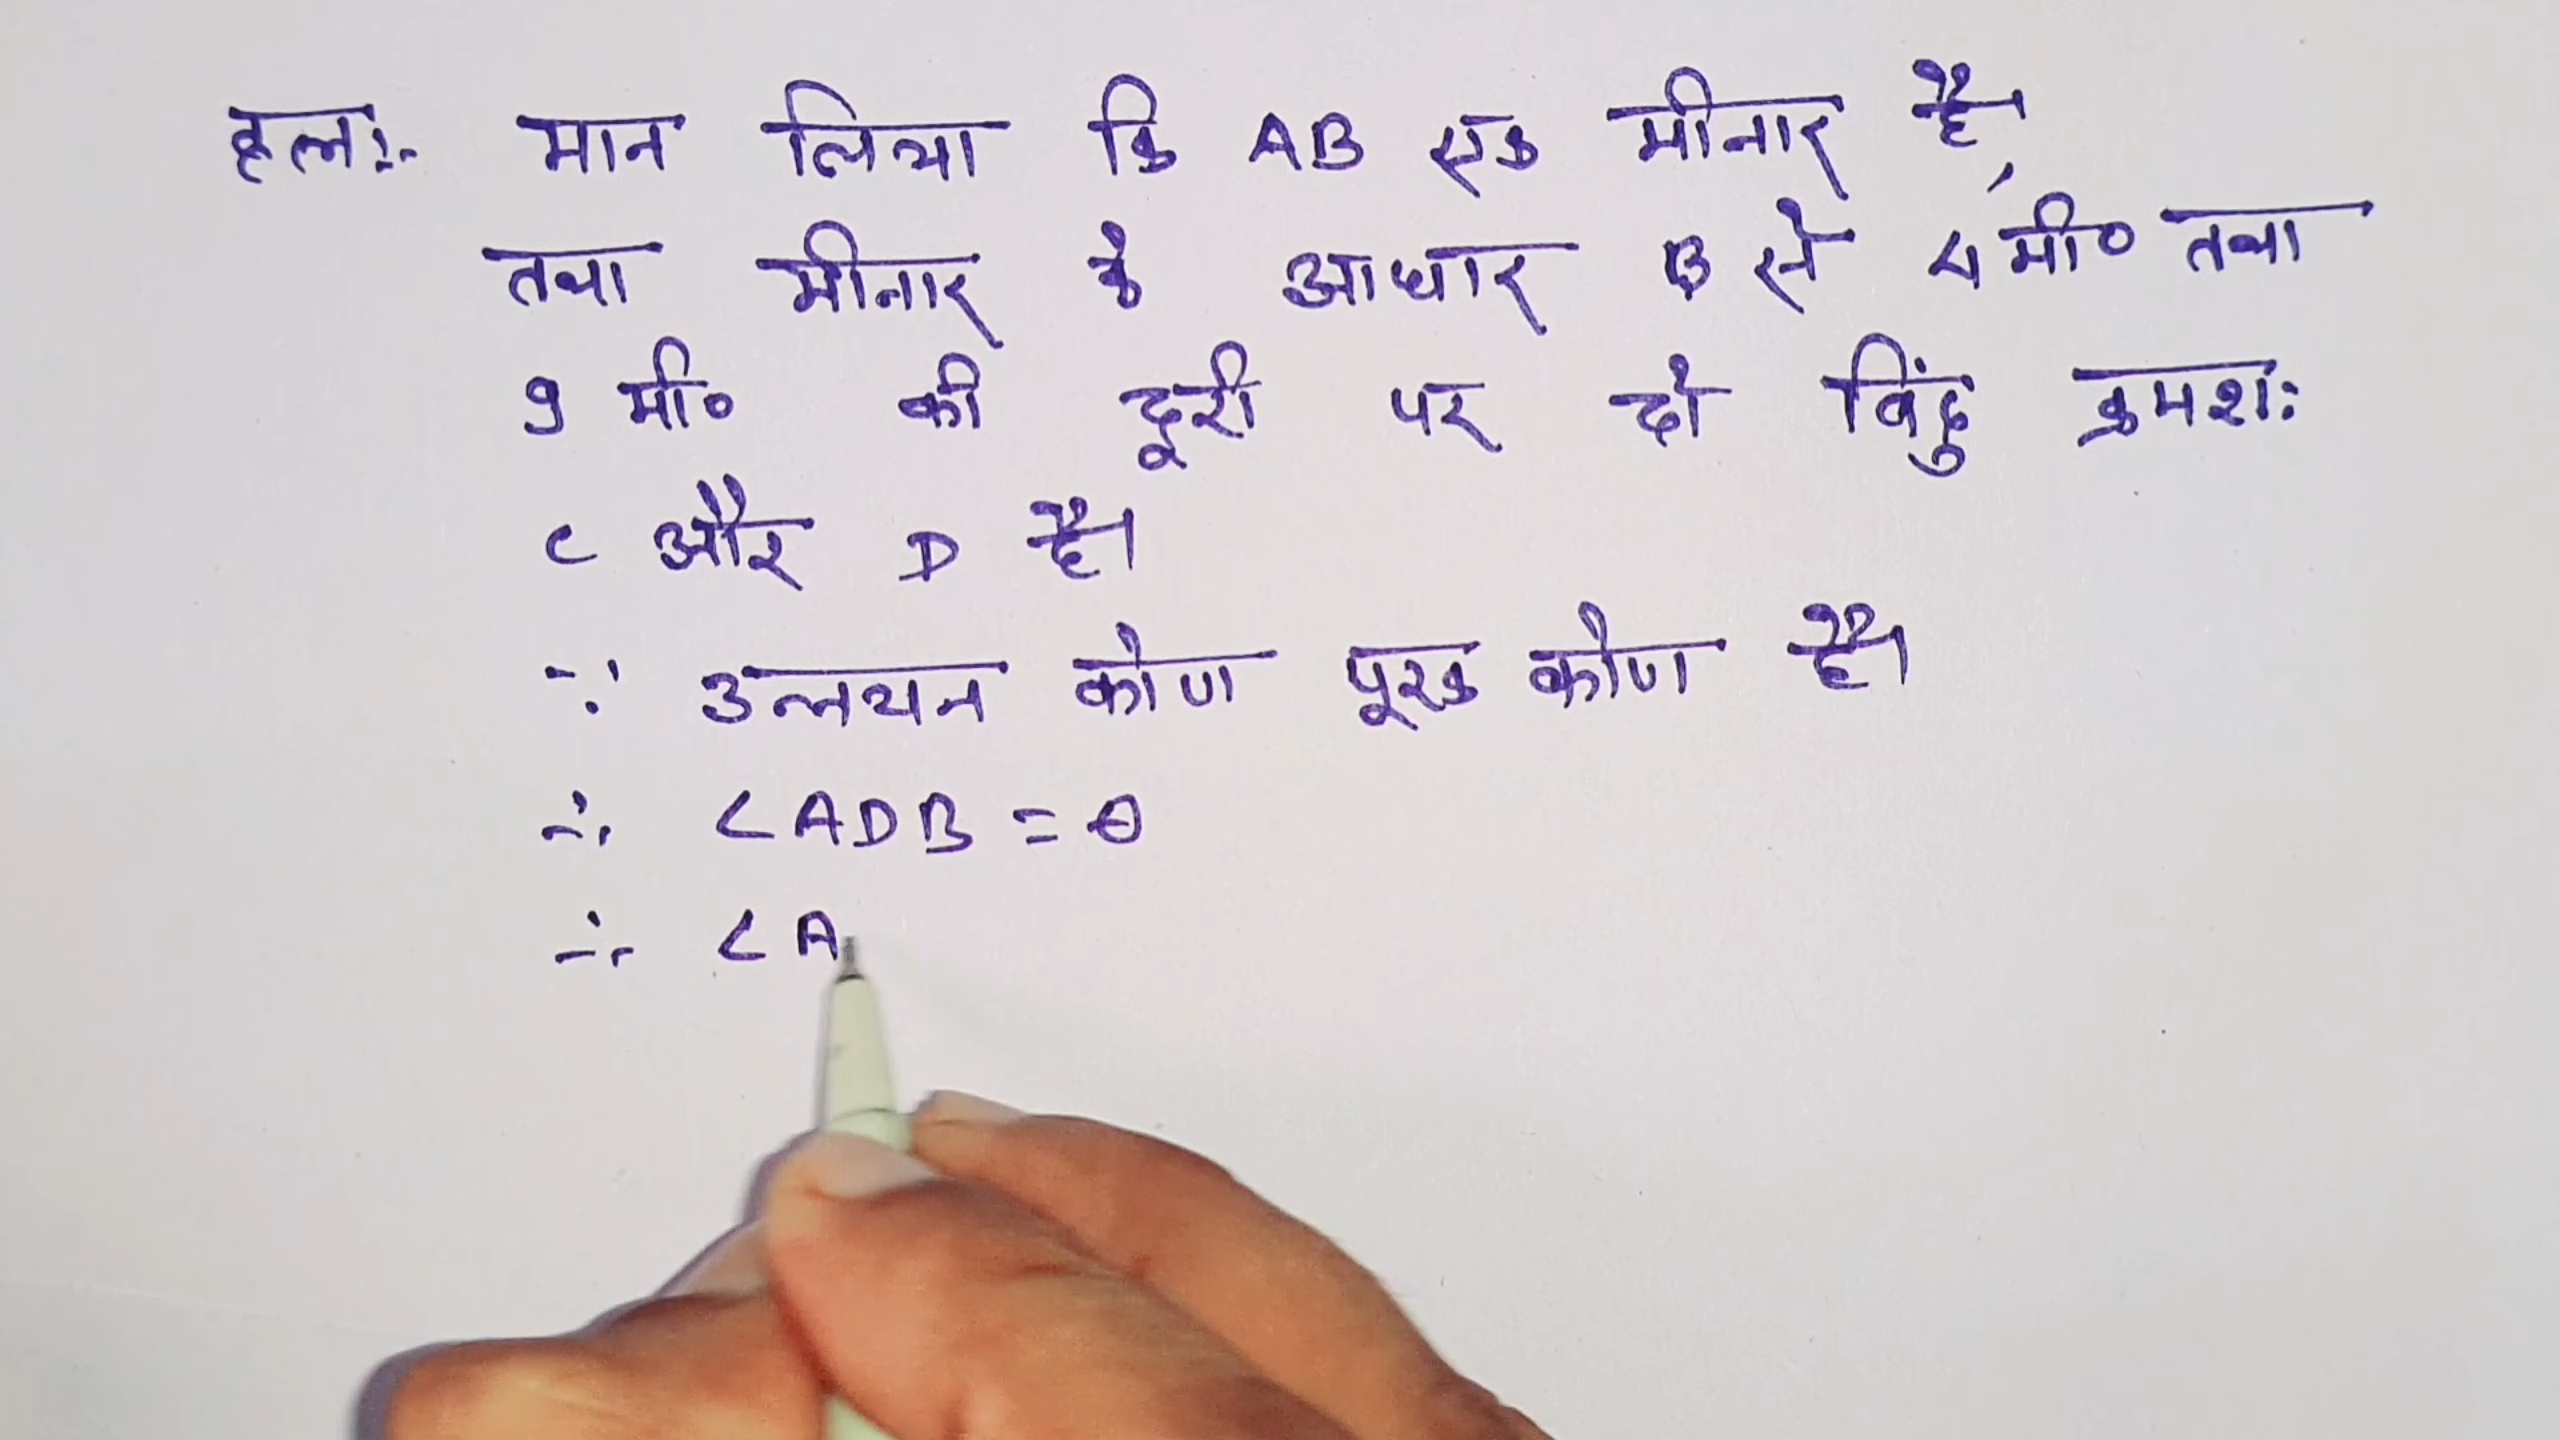 हल:- मान लिया कि AB एक मीनार है,
तथा मीनार के आधार B से 4 मी० तथा
9 मी० की दूरी पर दो बिंदु क्रमशः
C और D है।
∵ उन्नयन कोण पूरक कोण है।
∴ <ADB = θ
∴ <A